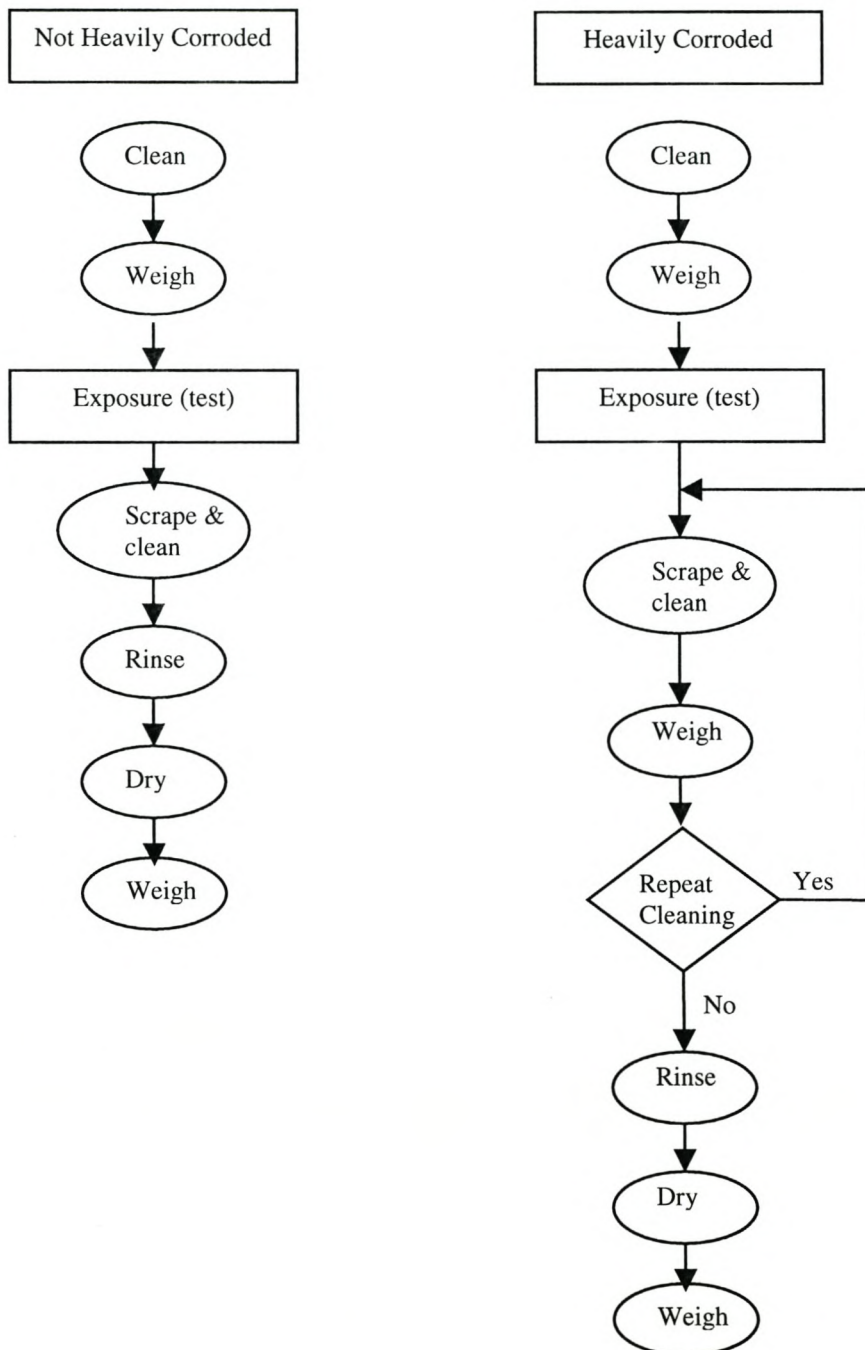 Not Heavily Corroded
Clean
Weigh
Exposure (test)
Scrape &
clean
Rinse
Dry
Weigh
Heavily Corroded
Clean
Weigh
Exposure (test)
Scrape &
clean
Weigh
Repeat
Cleaning
Yes
No
Rinse
Dry
Weigh